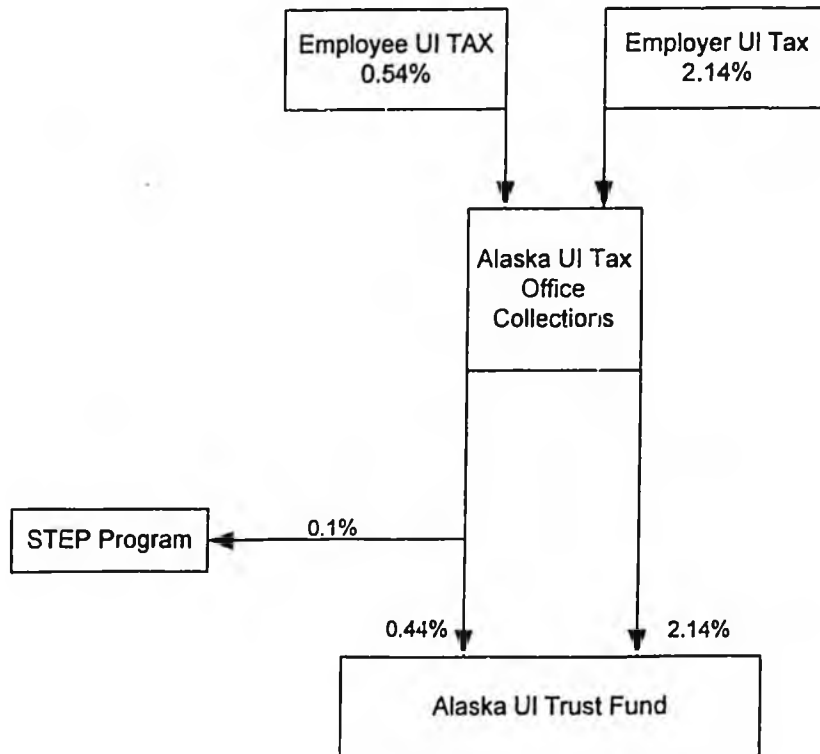 Employee UI TAX
0.54%
Employer UI Tax
2.14%
Alaska UI Tax
Office
Collections
STEP Program
0.1%
0.44%
2.14%
Alaska UI Trust Fund